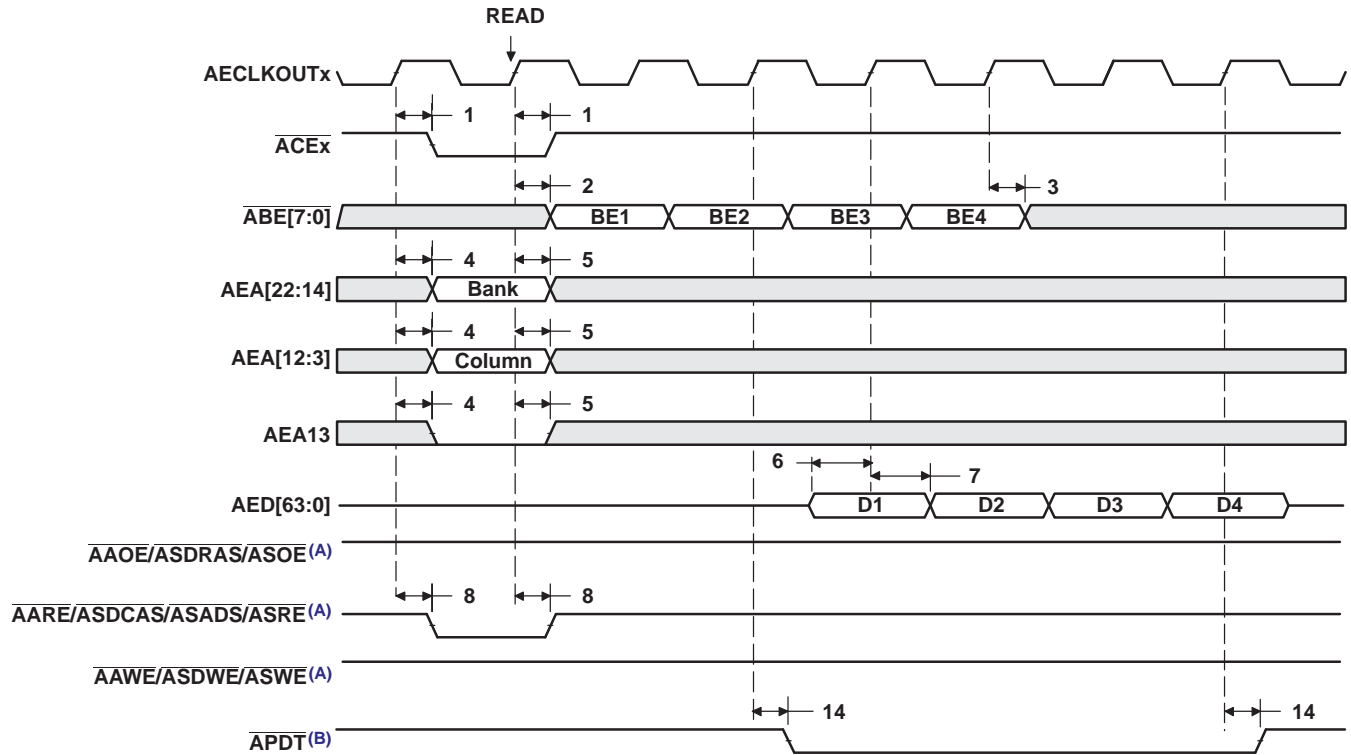 READ
AECLKOUTx
1 1
ACEx
2 3
ABE[7:0] BE1 BE2 BE3 BE4
4 5
AEA[22:14] Bank
4 5
AEA[12:3] Column
4 5
AEA13
6 7
AED[63:0] D1 D2 D3 D4
AAOE/ASDRAS/ASOE(A)
8 8
AARE/ASDCAS/ASADS/ASRE(A)
AAWE/ASDWE/ASWE(A)
14 14
APDT(B)